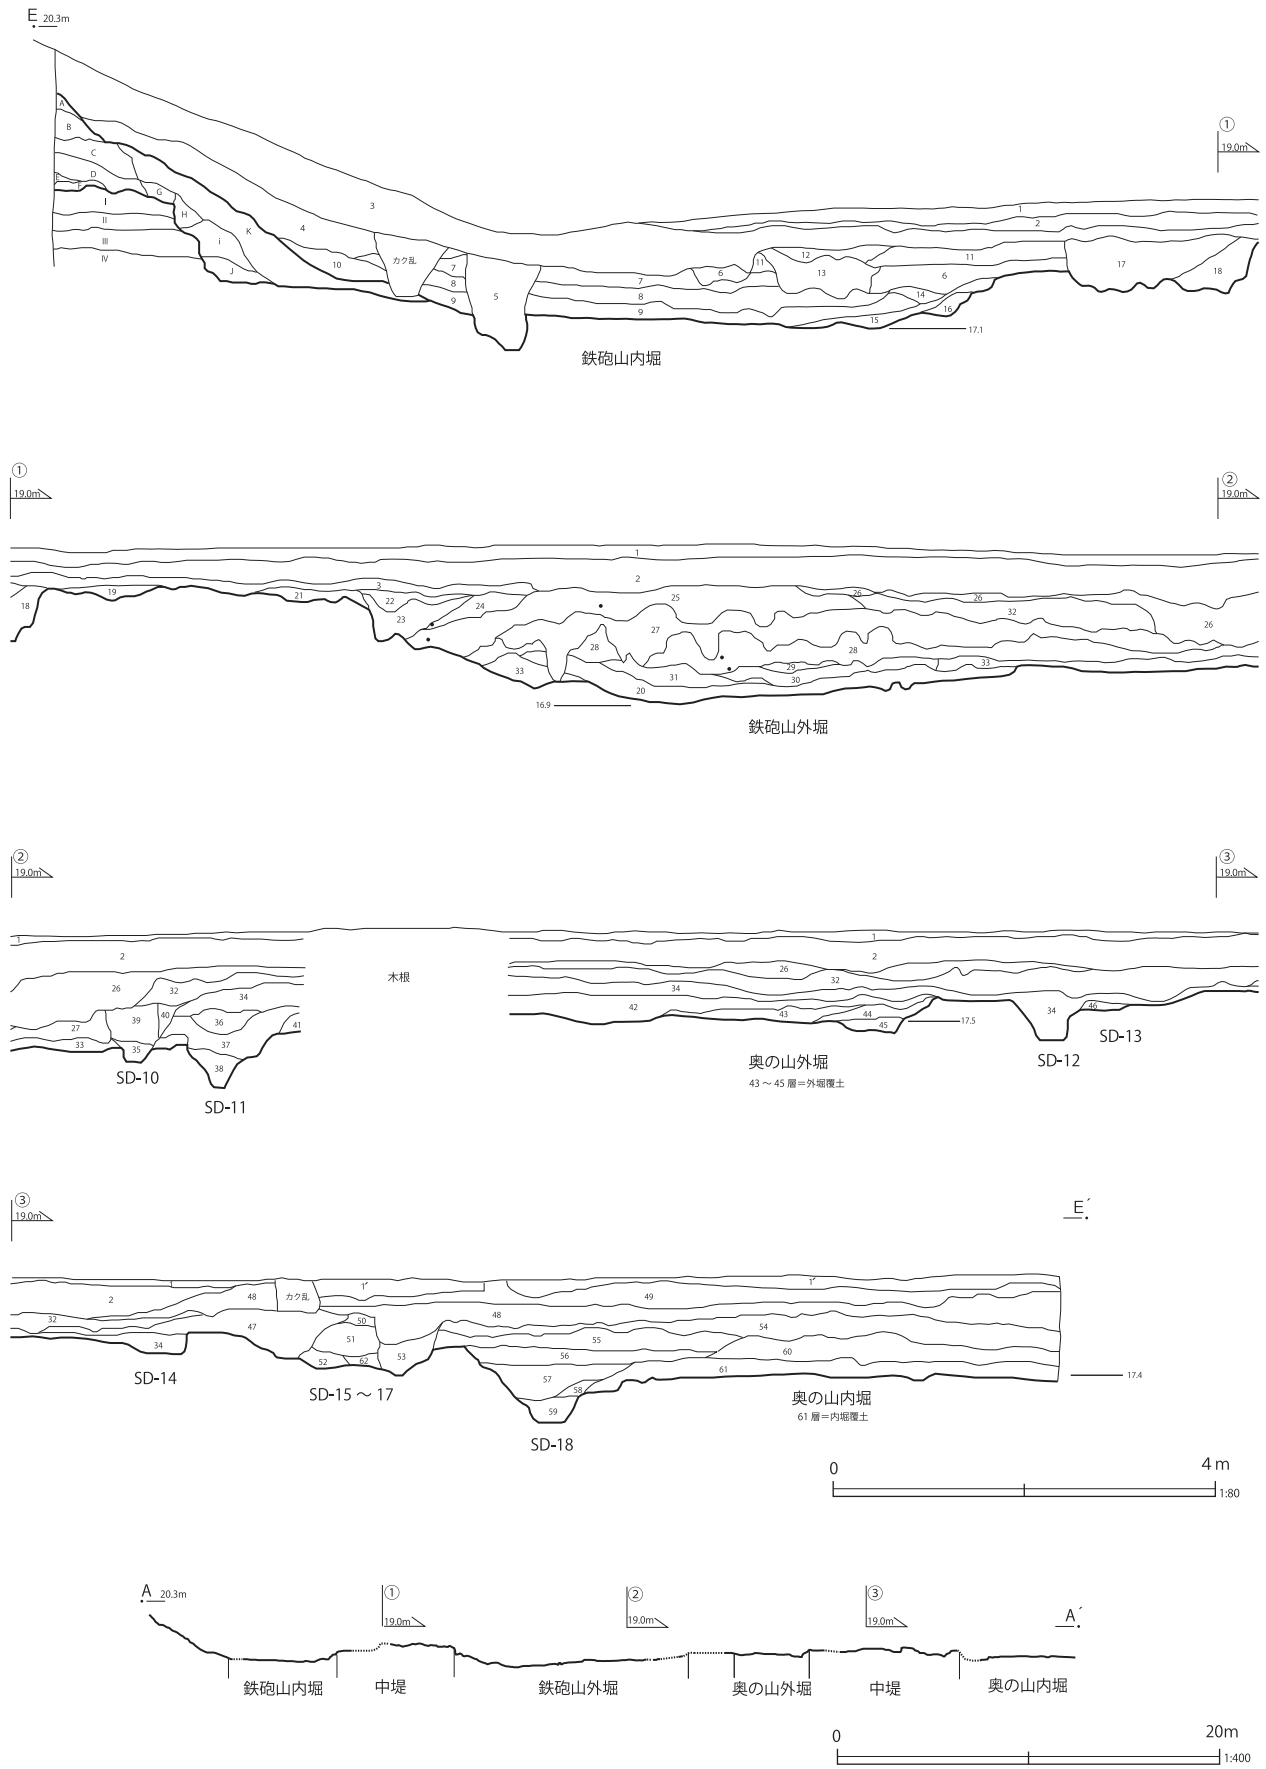 E 20.3m
①
19.0m
A
B
C
D
E
F
G
H
I
II
III
IV
i
J
K
3
4
10
カク乱
7
8
9
5
1
2
6
11
12
13
11
6
7
8
9
14
15
16
17
18
17.1
鉄砲山内堀
①
19.0m
②
19.0m
1
2
3
18
19
21
22
23
24
25
26
26
32
26
27
28
28
29
30
31
33
33
20
16.9
鉄砲山外堀
②
19.0m
③
19.0m
1
2
木根
1
2
26
32
34
26
32
34
27
39
40
36
41
33
35
37
38
42
43
44
45
17.5
34
46
SD-10
SD-11
奥の山外堀
43～45層＝外堀覆土
SD-12
SD-13
③
19.0m
E´
2
48
カク乱
1′
49
1′
32
47
50
48
54
34
51
55
52
62
53
56
60
57
58
61
59
17.4
SD-14
SD-15～17
SD-18
奥の山内堀
61層＝内堀覆土
0 4 m
1:80
A 20.3m
①
19.0m
②
19.0m
③
19.0m
A´
鉄砲山内堀 中堤 鉄砲山外堀 奥の山外堀 中堤 奥の山内堀
0 20m
1:400